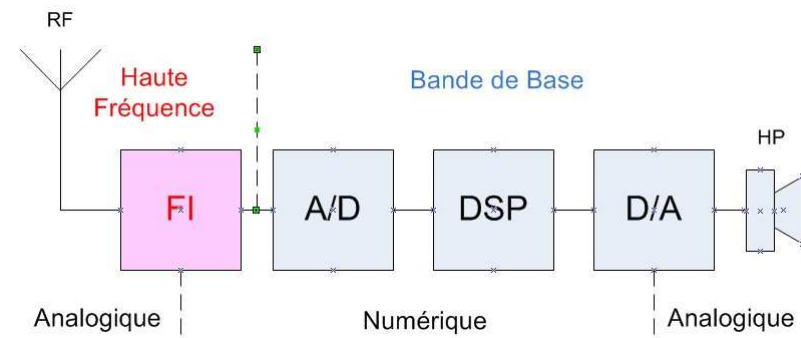 RF
Haute
Fréquence
Bande de Base
HP
FI
A/D
DSP
D/A
Analogique
Numérique
Analogique